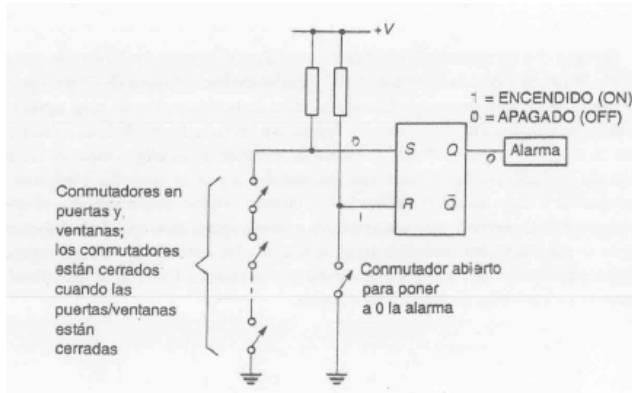 +V
1 = ENCENDIDO (ON)
0 = APAGADO (OFF)
0
S
Q
0
Alarma
R
Q̅
1
Conmutadores en
puertas y,
ventanas;
los conmutadores
están cerrados
cuando las
puertas/ventanas
están
cerradas
Conmutador abierto
para poner
a 0 la alarma